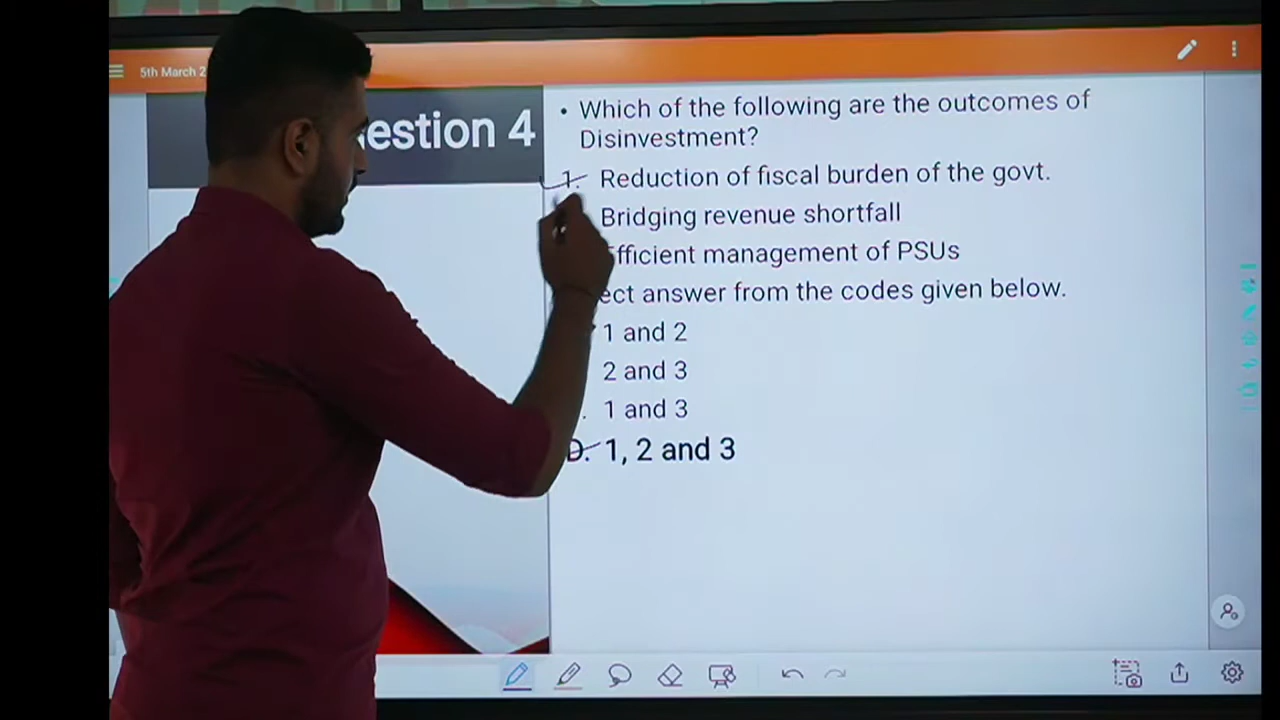 5th March 2
estion 4
• Which of the following are the outcomes of
Disinvestment?
1. Reduction of fiscal burden of the govt.
Bridging revenue shortfall
fficient management of PSUs
ect answer from the codes given below.
1 and 2
2 and 3
. 1 and 3
D. 1, 2 and 3